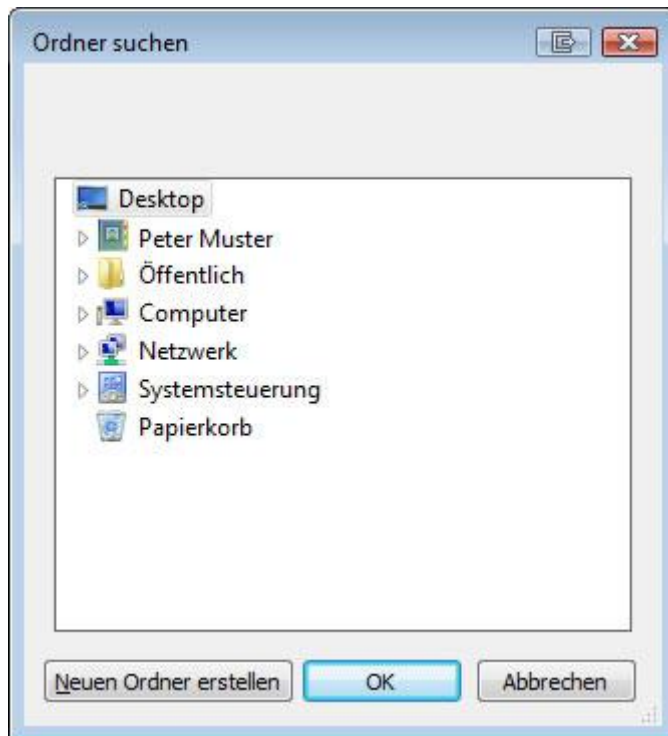 Ordner suchen
Desktop
Peter Muster
Öffentlich
Computer
Netzwerk
Systemsteuerung
Papierkorb
Neuen Ordner erstellen OK Abbrechen